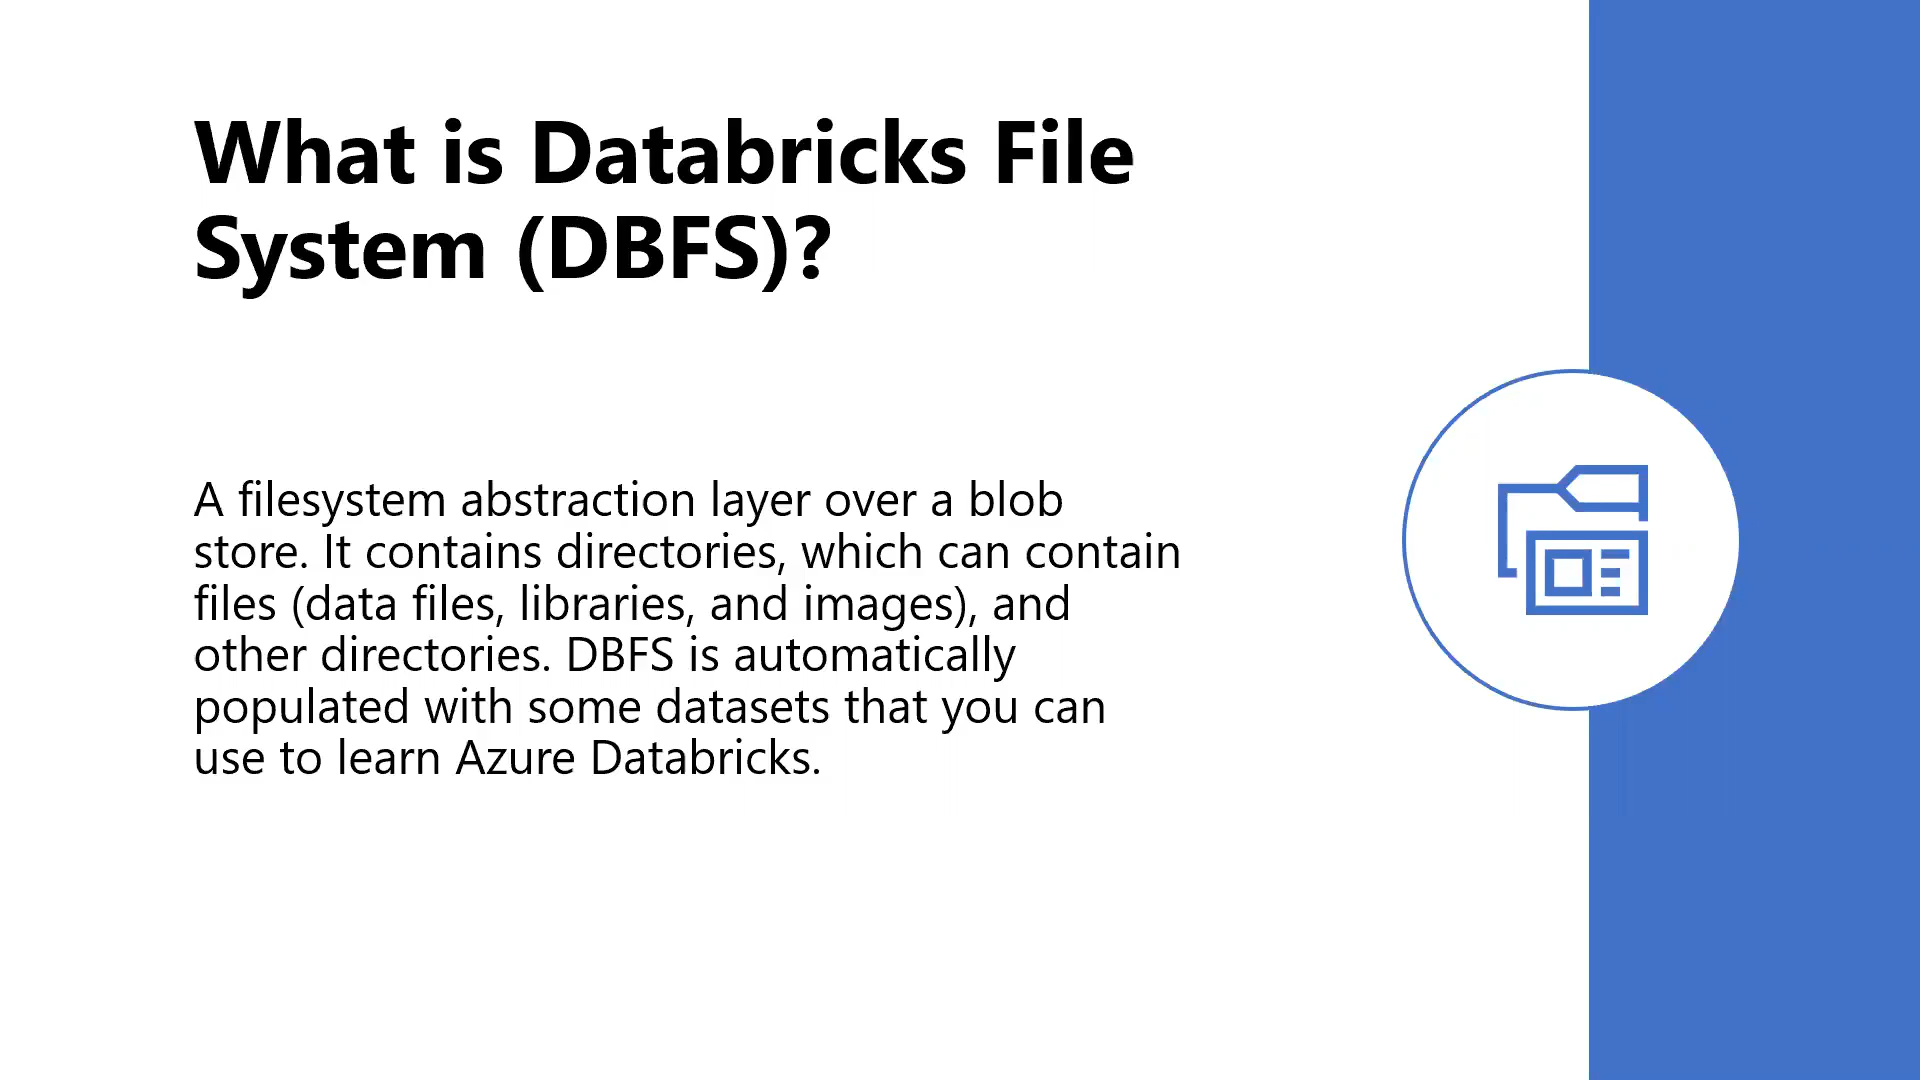 What is Databricks File
System (DBFS)?
A filesystem abstraction layer over a blob
store. It contains directories, which can contain
files (data files, libraries, and images), and
other directories. DBFS is automatically
populated with some datasets that you can
use to learn Azure Databricks.